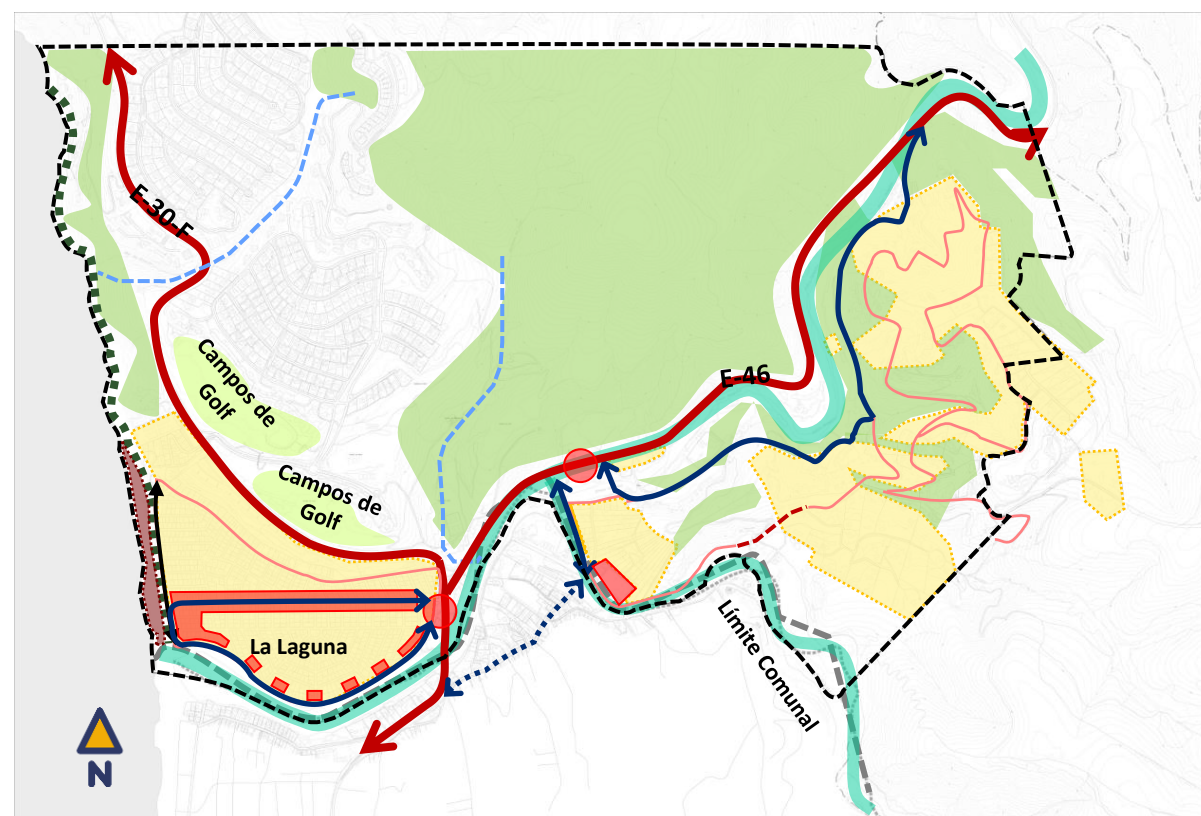 E-30-F
Campos de
Golf
E-46
Campos de
Golf
La Laguna
Límite Comunal
N